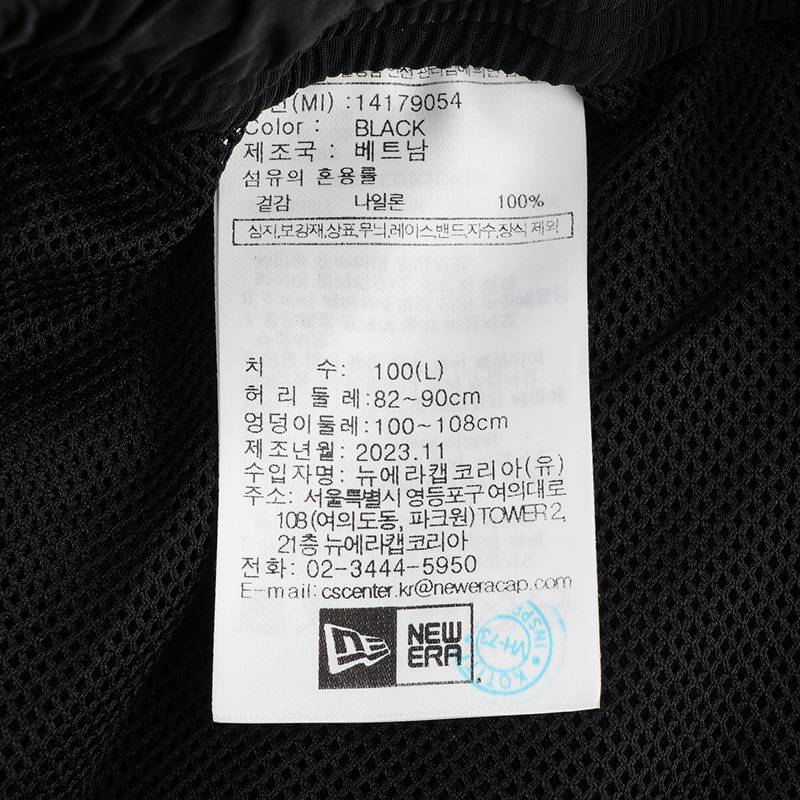 (MI) :14179054
Color : BLACK
제조국 : 베트남
섬유의 혼용률
겉감 나일론 100%
심지,보강재,상표,무늬,레이스,밴드,자수,장식 제외
치 수: 100(L)
허 리 둘 레:82~90cm
엉덩이둘레:100~108cm
제조년월: 2023.11
수입자명: 뉴에라캡코리아(유)
주소: 서울특별시 영등포구 여의대로
108 (여의도동, 파크원) TOWER 2,
21층 뉴에라캡코리아
전화: 02-3444-5950
E-mail: cscenter.kr@neweracap.com
NEW
ERA
VH-73